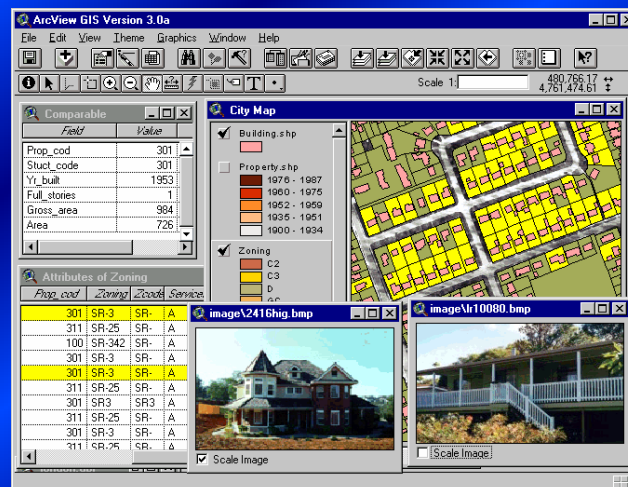 ArcView GIS Version 3.0a
File Edit View Theme Graphics Window Help
Scale 1:
480,766.17
4,761,474.61
Comparable
Field Value
Prop_cod 301
Stuct_code 301
Yr_built 1953
Full_stories 1
Gross_area 984
Area 726
City Map
Building.shp
Property.shp
1976 - 1987
1960 - 1975
1952 - 1959
1935 - 1951
1900 - 1934
Zoning
C2
C3
D
Attributes of Zoning
Prop_cod Zoning Zcode Service
301 SR-3 SR- A
311 SR-25 SR- A
100 SR-342 SR- A
301 SR-3 SR- A
301 SR-3 SR- A
311 SR-25 SR- A
301 SR3 SR3 A
311 SR-25 SR- A
301 SR-3 SR- A
311 SR-25 SR- A
image\2416hig.bmp
Scale Image
image\lr10080.bmp
Scale Image